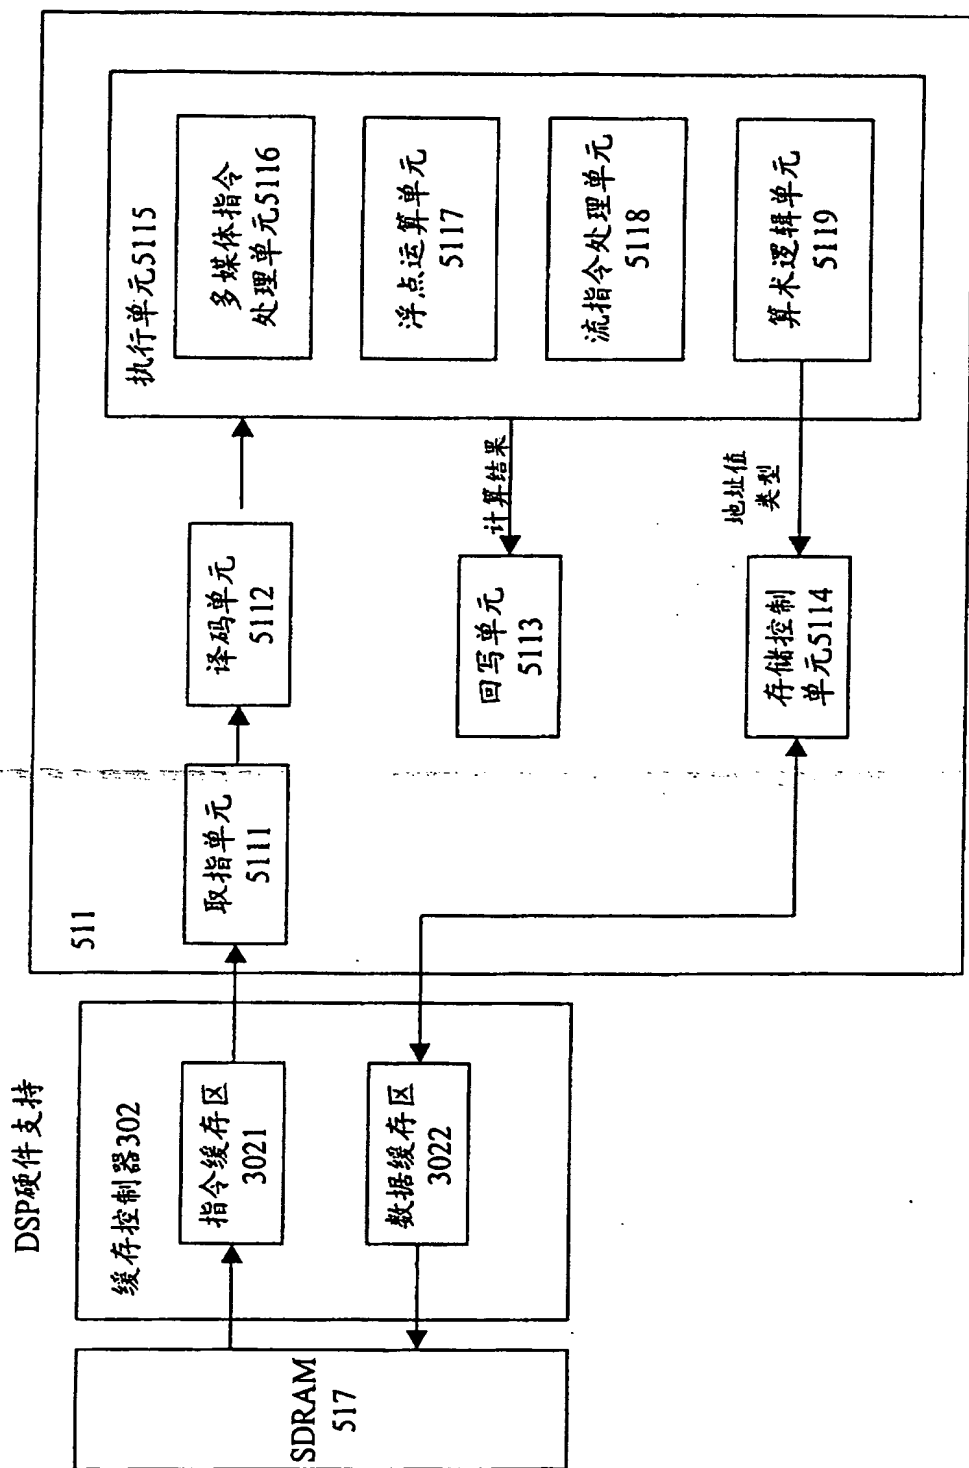 DSP硬件支持
SDRAM
517
缓存控制器302
指令缓存区
3021
数据缓存区
3022
511
取指单元
5111
译码单元
5112
回写单元
5113
存储控制
单元5114
计算结果
地址值
类型
执行单元5115
多媒体指令
处理单元5116
浮点运算单元
5117
流指令处理单元
5118
算术逻辑单元
5119